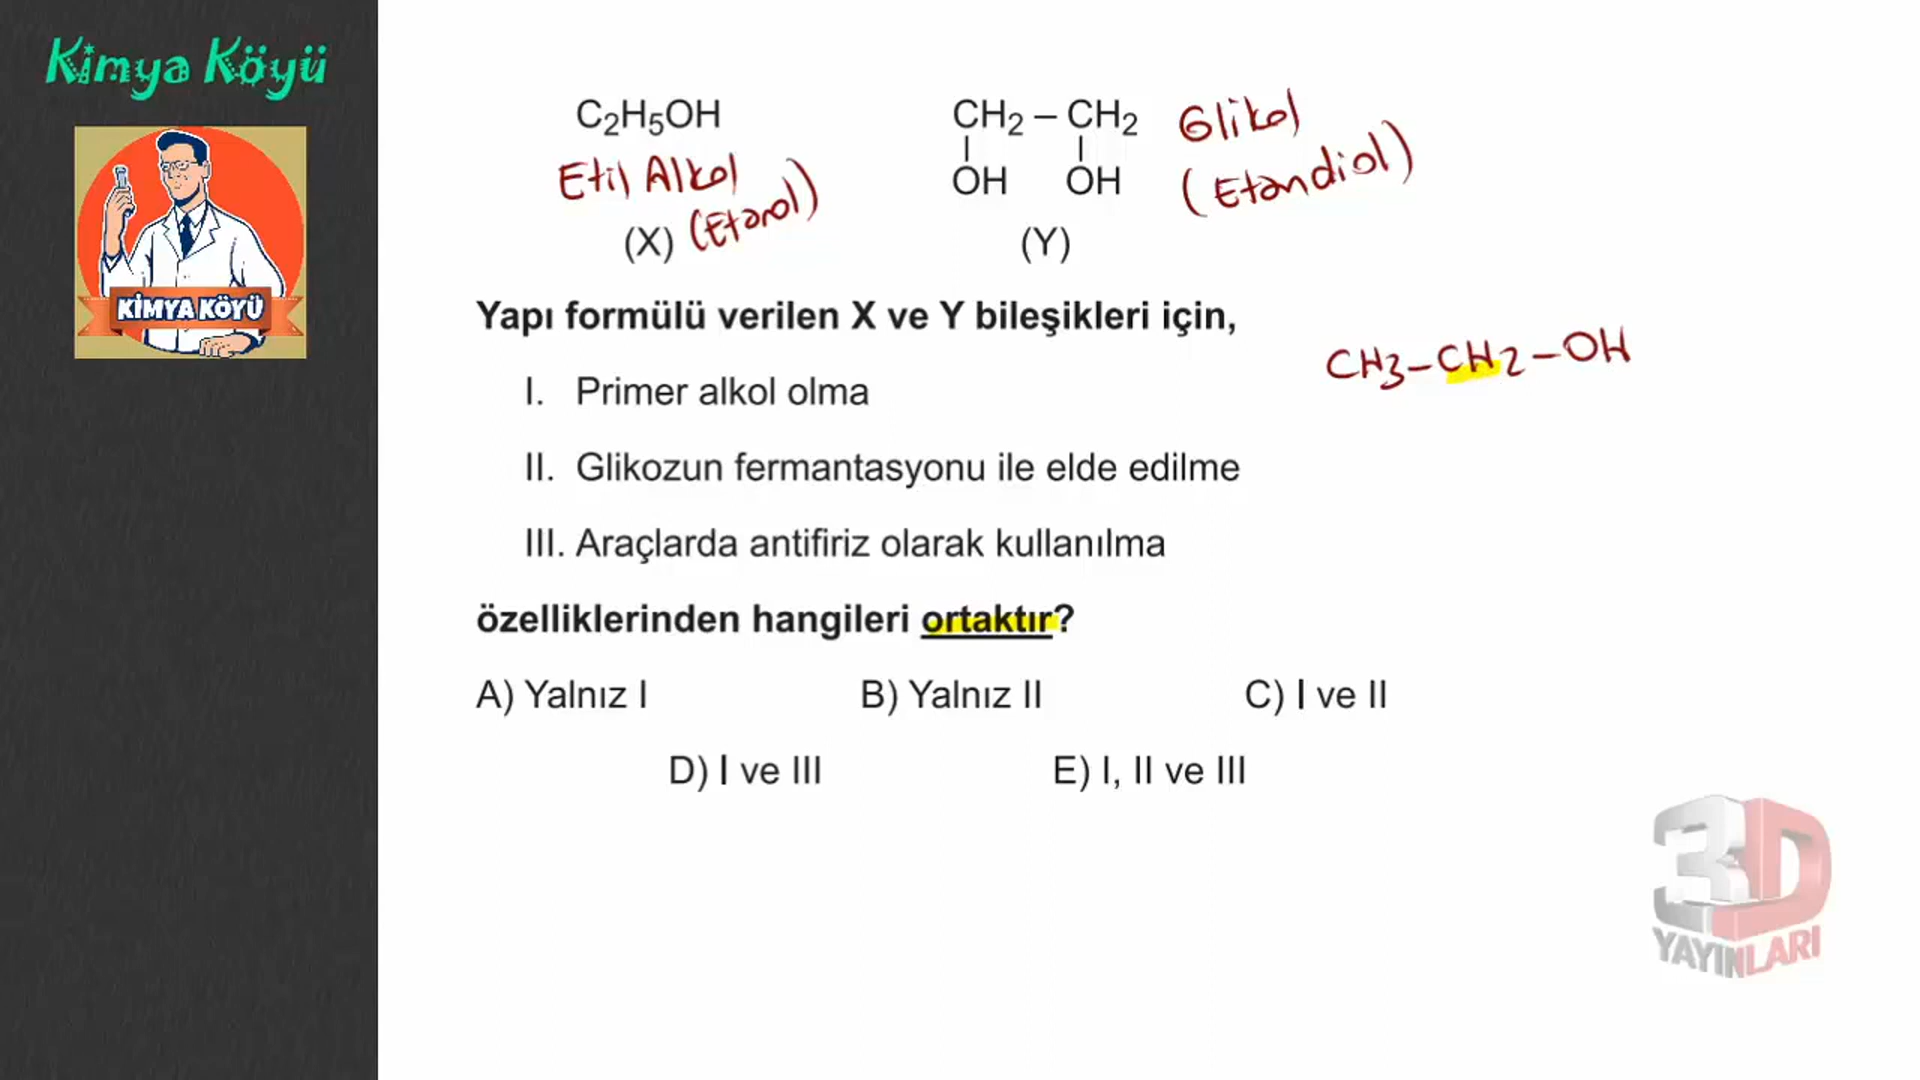 Kimya Köyü
KİMYA KÖYÜ
C₂H₅OH
Etil Alkol
(Etanol)
(X)
CH₂ – CH₂
OH OH
(Y)
Glikol
(Etandiol)
Yapı formülü verilen X ve Y bileşikleri için,
CH₃–CH₂–OH
I. Primer alkol olma
II. Glikozun fermantasyonu ile elde edilme
III. Araçlarda antifiriz olarak kullanılma
özelliklerinden hangileri ortaktır?
A) Yalnız I B) Yalnız II C) I ve II
D) I ve III E) I, II ve III
3D
YAYINLARI